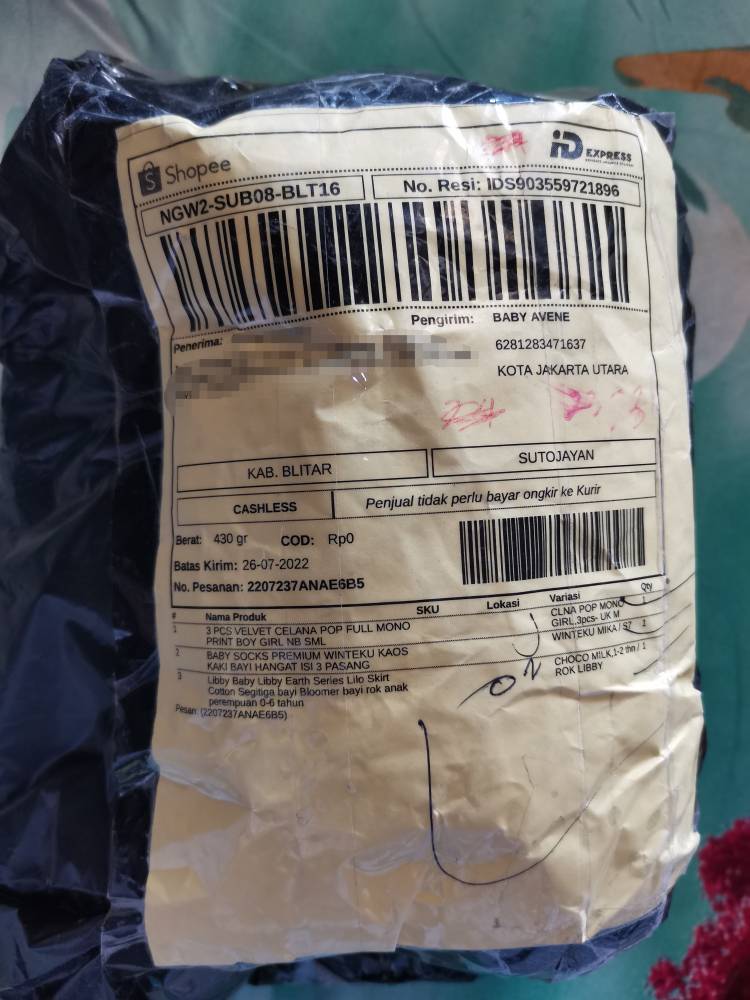 Shopee
iD EXPRESS
NGW2-SUB08-BLT16
No. Resi: IDS903559721896
Penerima:
Pengirim: BABY AVENE
6281283471637
KOTA JAKARTA UTARA
KAB. BLITAR
SUTOJAYAN
CASHLESS
Penjual tidak perlu bayar ongkir ke Kurir
Berat: 430 gr COD: Rp0
Batas Kirim: 26-07-2022
No. Pesanan: 2207237ANAE6B5
# Nama Produk SKU Lokasi Variasi Qty
1 3 PCS VELVET CELANA POP FULL MONO PRINT BOY GIRL NB SML CLNA POP MONO GIRL,3pcs- UK M 1
2 BABY SOCKS PREMIUM WINTEKU KAOS KAKI BAYI HANGAT ISI 3 PASANG WINTEKU MIKA / S7 1
3 Libby Baby Libby Earth Series Lilo Skirt Cotton Segitiga bayi Bloomer bayi rok anak perempuan 0-6 tahun CHOCO MILK,1-2 thn / ROK LIBBY 1
Pesan: (2207237ANAE6B5)